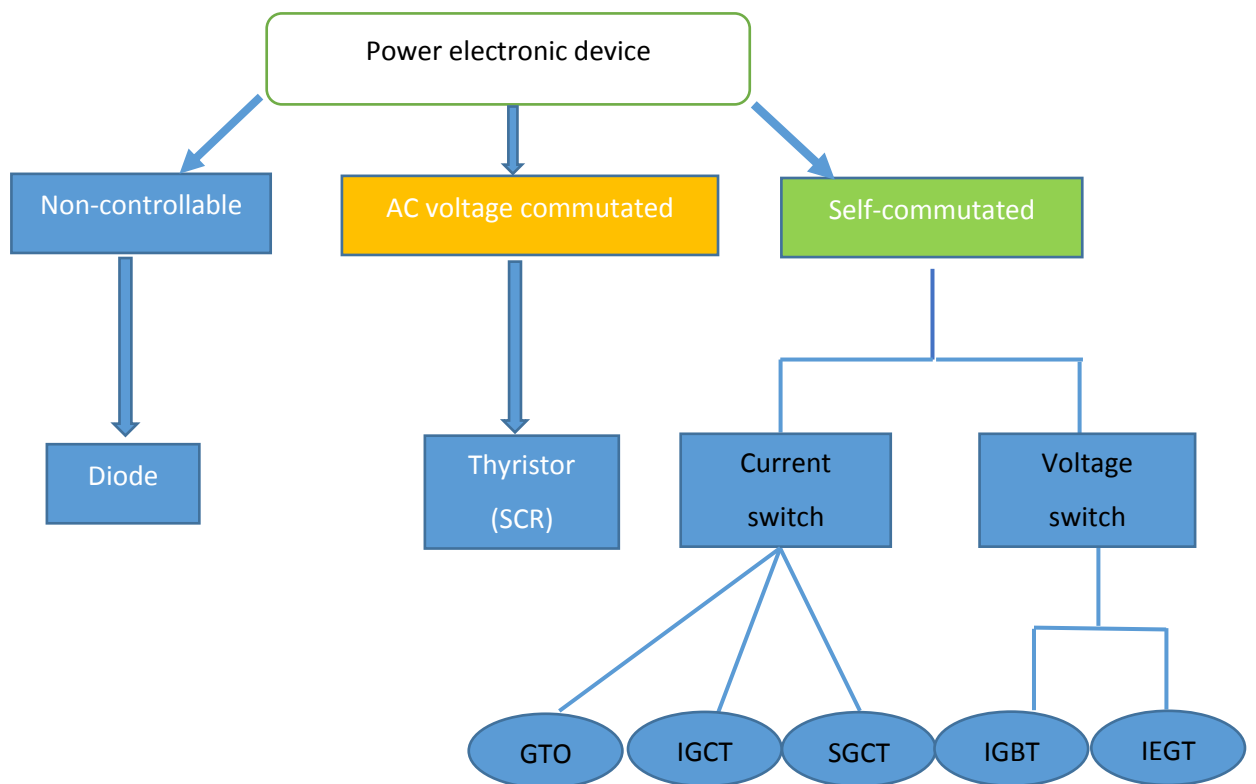 Power electronic device
Non-controllable
AC voltage commutated
Self-commutated
Diode
Thyristor
(SCR)
Current
switch
Voltage
switch
GTO
IGCT
SGCT
IGBT
IEGT